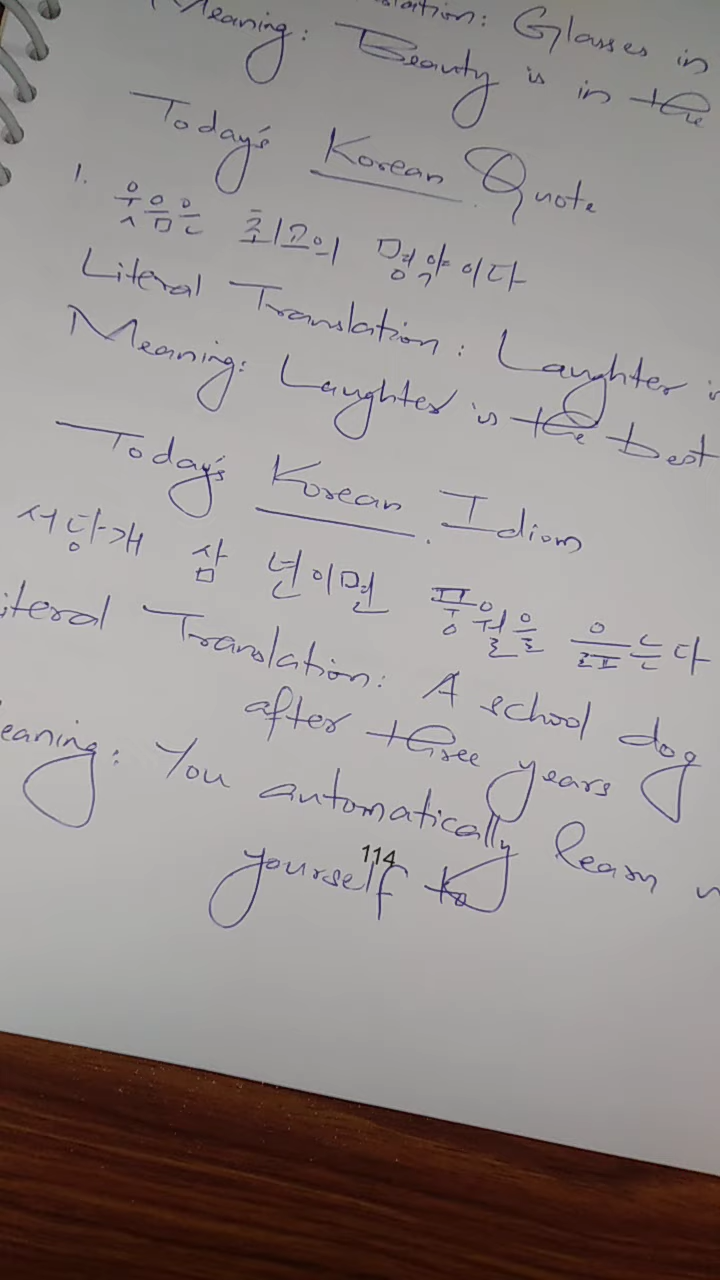 lation: Glasses in
Meaning: Beauty is in the
Today's Korean Quote
1. 웃음은 최고의 명약이다
Literal Translation: Laughter
Meaning: Laughter is the best
Today's Korean Idiom
서당개 삼 년이면 풍월을 읊는다
iteral Translation: A school dog
after three years
eaning: You automatically learn
yourself to
114